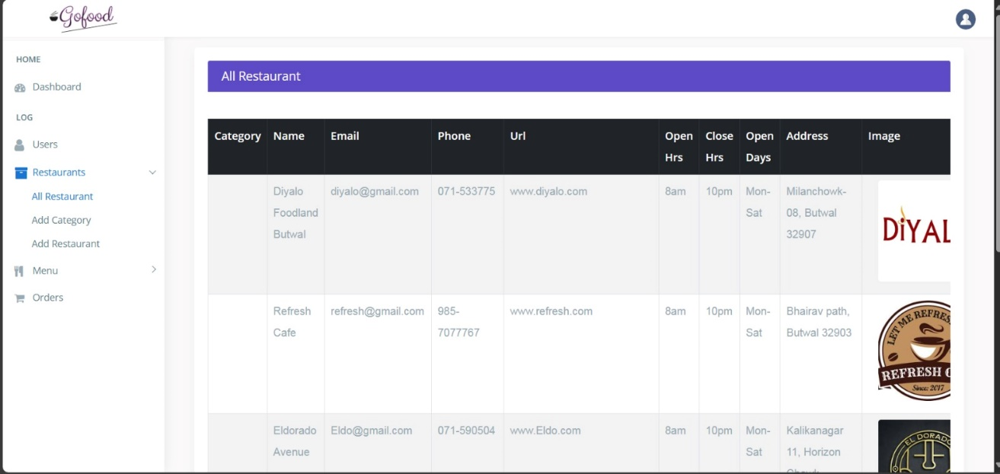 Gofood
HOME
Dashboard
LOG
Users
Restaurants
All Restaurant
Add Category
Add Restaurant
Menu
Orders
All Restaurant
Category Name Email Phone Url Open Hrs Close Hrs Open Days Address Image
Diyalo Foodland Butwal diyalo@gmail.com 071-533775 www.diyalo.com 8am 10pm Mon-Sat Milanchowk-08, Butwal 32907
DiYAL
Refresh Cafe refresh@gmail.com 985-7077767 www.refresh.com 8am 10pm Mon-Sat Bhairav path, Butwal 32903
LET ME REFRES
REFRESH C
Since: 2017
Eldorado Avenue Eldo@gmail.com 071-590504 www.Eldo.com 8am 10pm Mon-Sat Kalikanagar 11, Horizon
EL DORADO